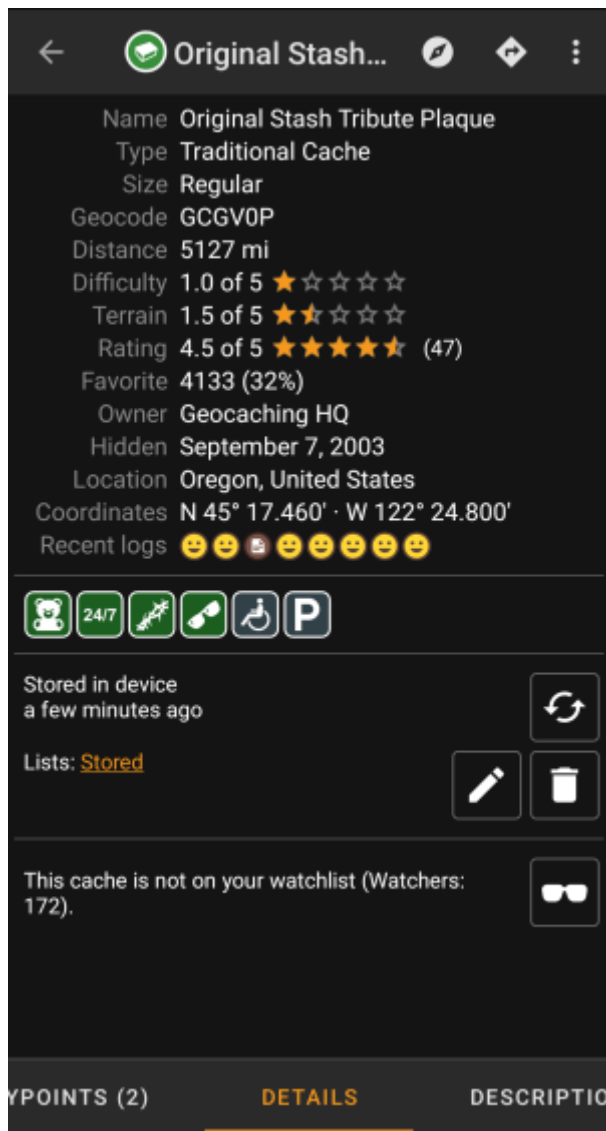 Original Stash...
Name Original Stash Tribute Plaque
Type Traditional Cache
Size Regular
Geocode GCGV0P
Distance 5127 mi
Difficulty 1.0 of 5
Terrain 1.5 of 5
Rating 4.5 of 5 (47)
Favorite 4133 (32%)
Owner Geocaching HQ
Hidden September 7, 2003
Location Oregon, United States
Coordinates N 45° 17.460' · W 122° 24.800'
Recent logs
24/7 P
Stored in device
a few minutes ago
Lists: Stored
This cache is not on your watchlist (Watchers:
172).
YPOINTS (2) DETAILS DESCRIPTIO